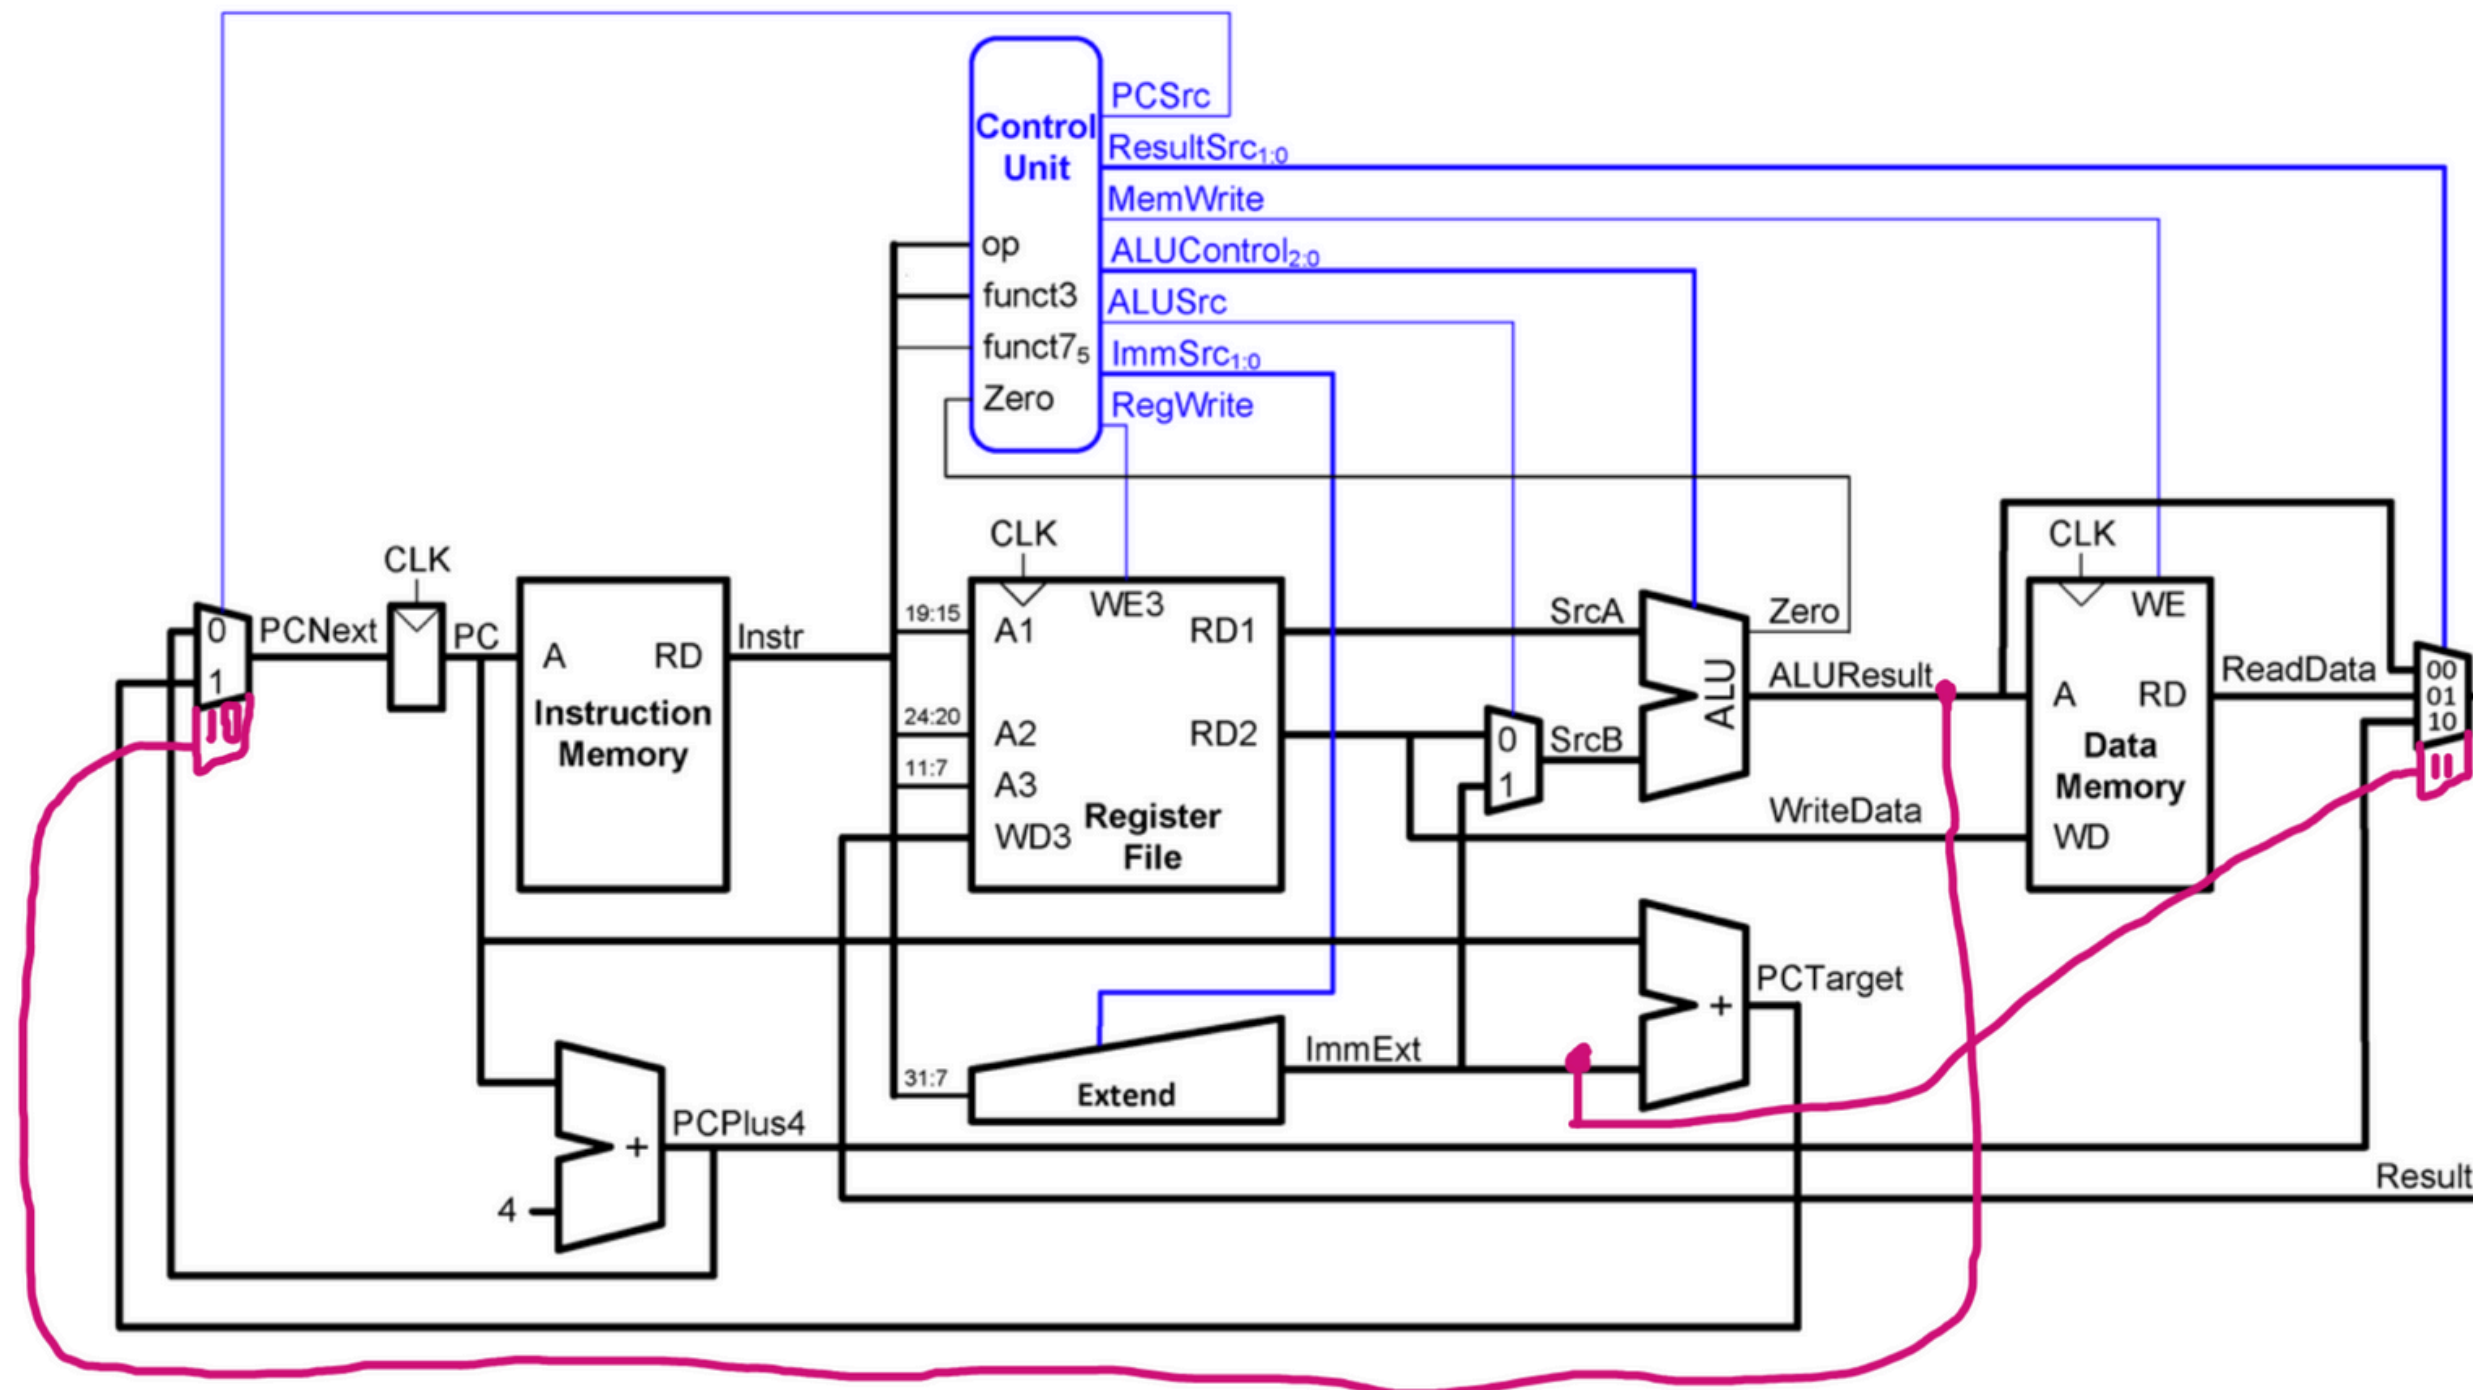 PCSrc
Control
Unit
ResultSrc1:0
MemWrite
op
ALUControl2:0
funct3
ALUSrc
funct75
ImmSrc1:0
Zero
RegWrite
CLK
CLK
CLK
0
PCNext
PC
1
10
A
RD
Instruction
Memory
Instr
19:15
A1
WE3
RD1
24:20
A2
RD2
11:7
A3
WD3
Register
File
SrcA
0
SrcB
1
ALU
Zero
ALUResult
WriteData
WE
A
RD
Data
Memory
WD
ReadData
00
01
10
11
PCTarget
+
ImmExt
31:7
Extend
PCPlus4
+
4
Result